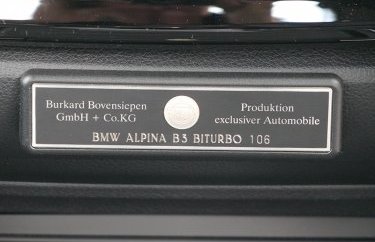 Burkard Bovensiepen
GmbH + Co.KG
Produktion
exclusiver Automobile
BMW ALPINA B3 BITURBO 106